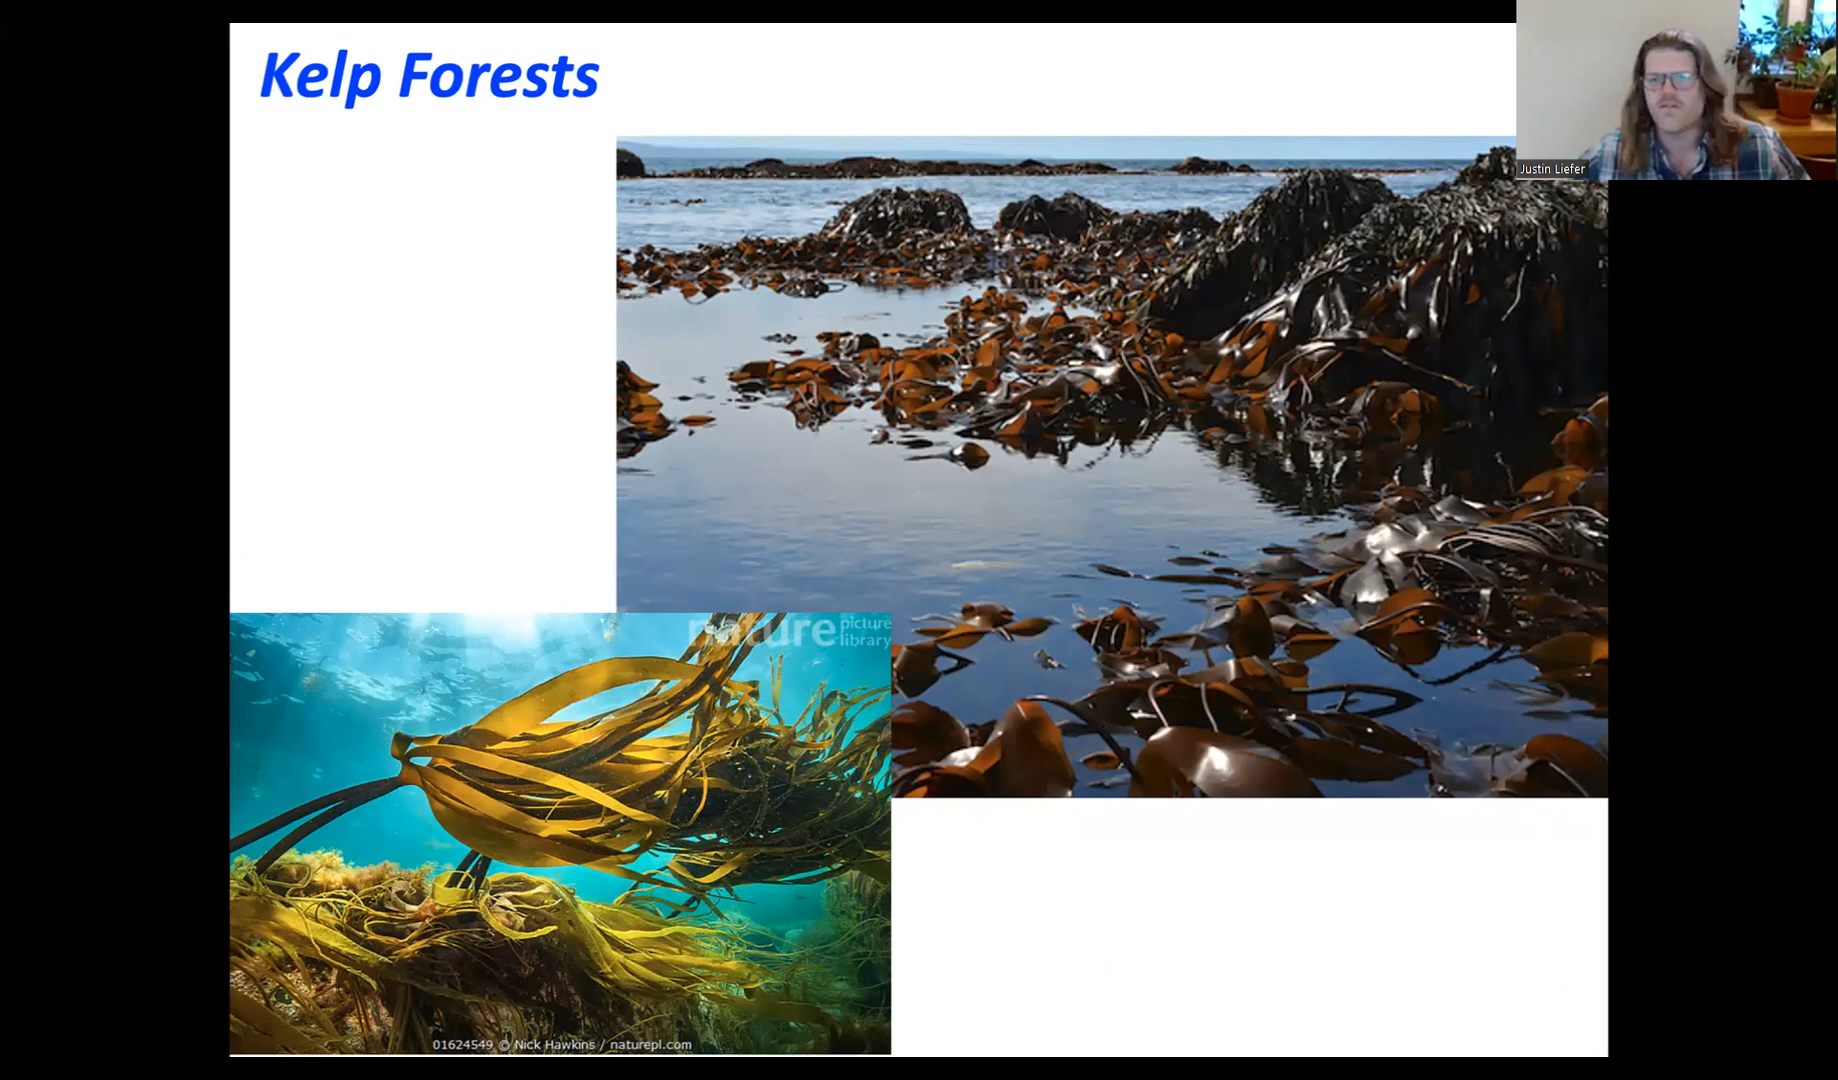 Kelp Forests
Justin Liefer
nature picture library
01624549 © Nick Hawkins / naturepl.com